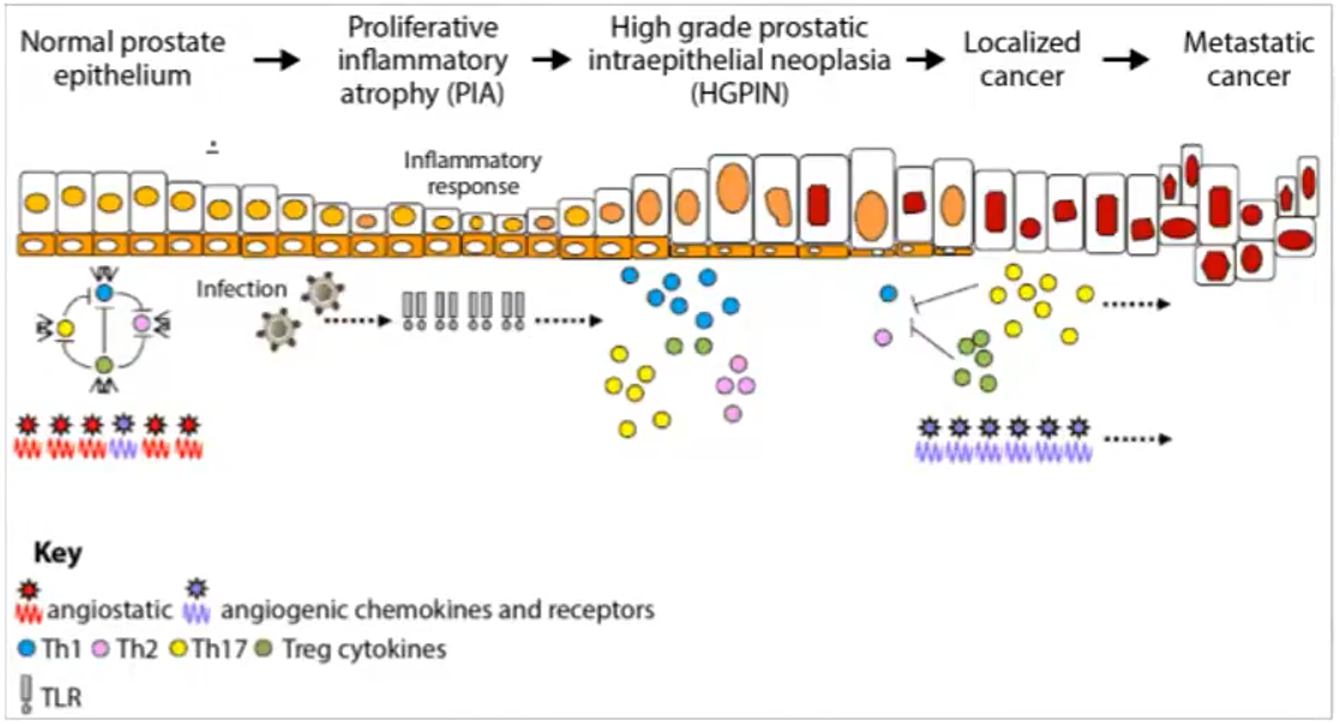 Normal prostate
epithelium
Proliferative
inflammatory
atrophy (PIA)
High grade prostatic
intraepithelial neoplasia
(HGPIN)
Localized
cancer
Metastatic
cancer
Inflammatory
response
Infection
Key
angiostatic angiogenic chemokines and receptors
Th1 Th2 Th17 Treg cytokines
TLR